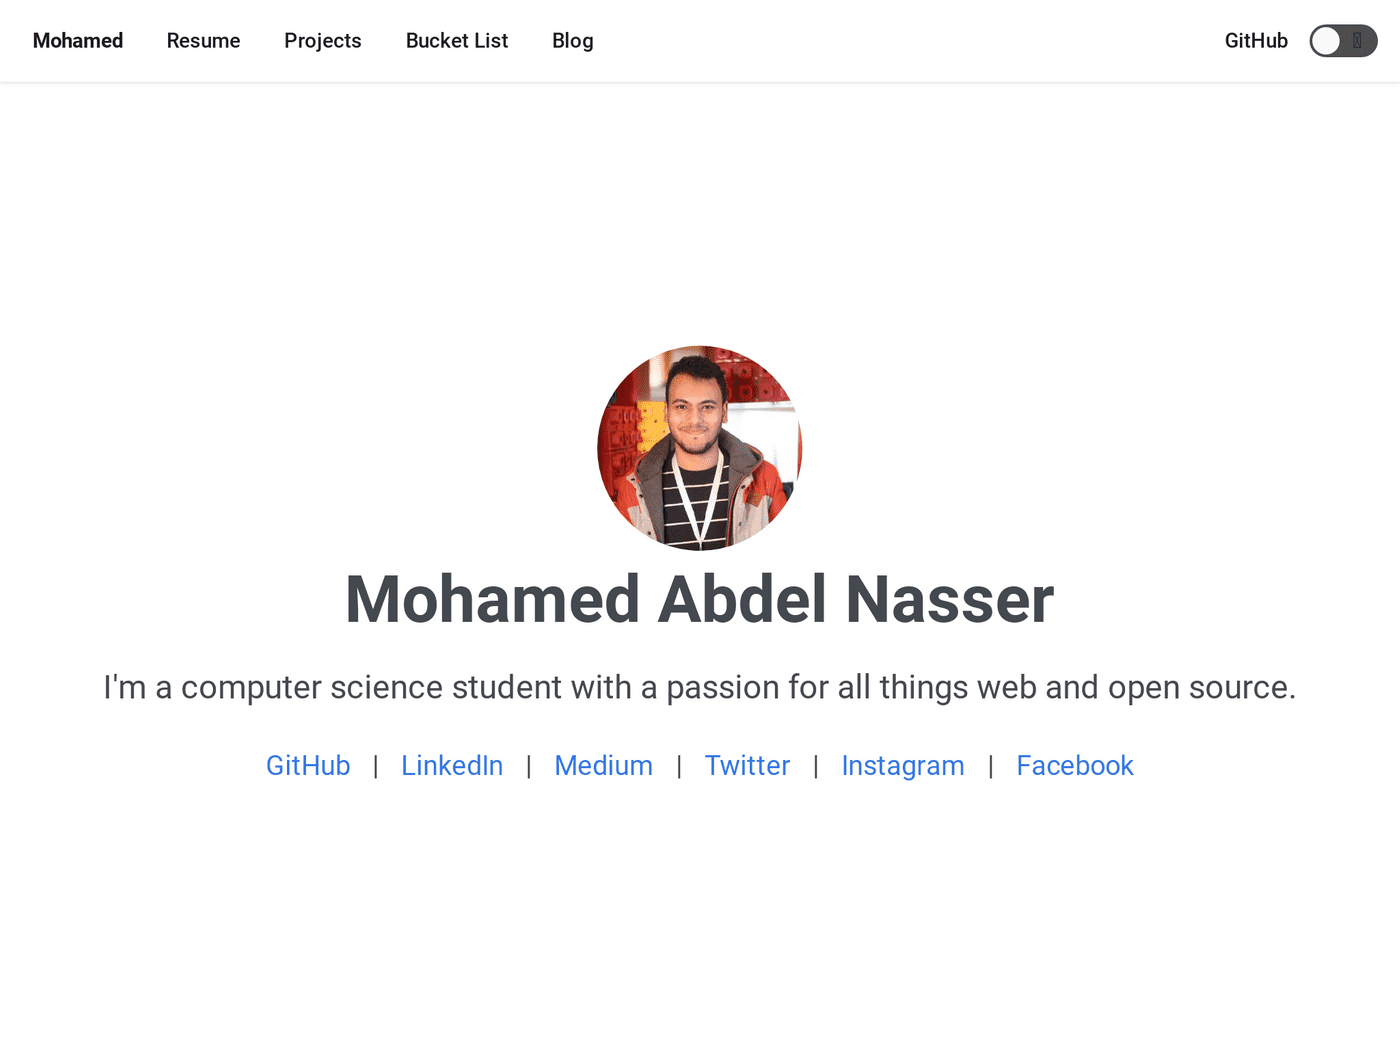 Mohamed Resume Projects Bucket List Blog GitHub
Mohamed Abdel Nasser
I'm a computer science student with a passion for all things web and open source.
GitHub | LinkedIn | Medium | Twitter | Instagram | Facebook